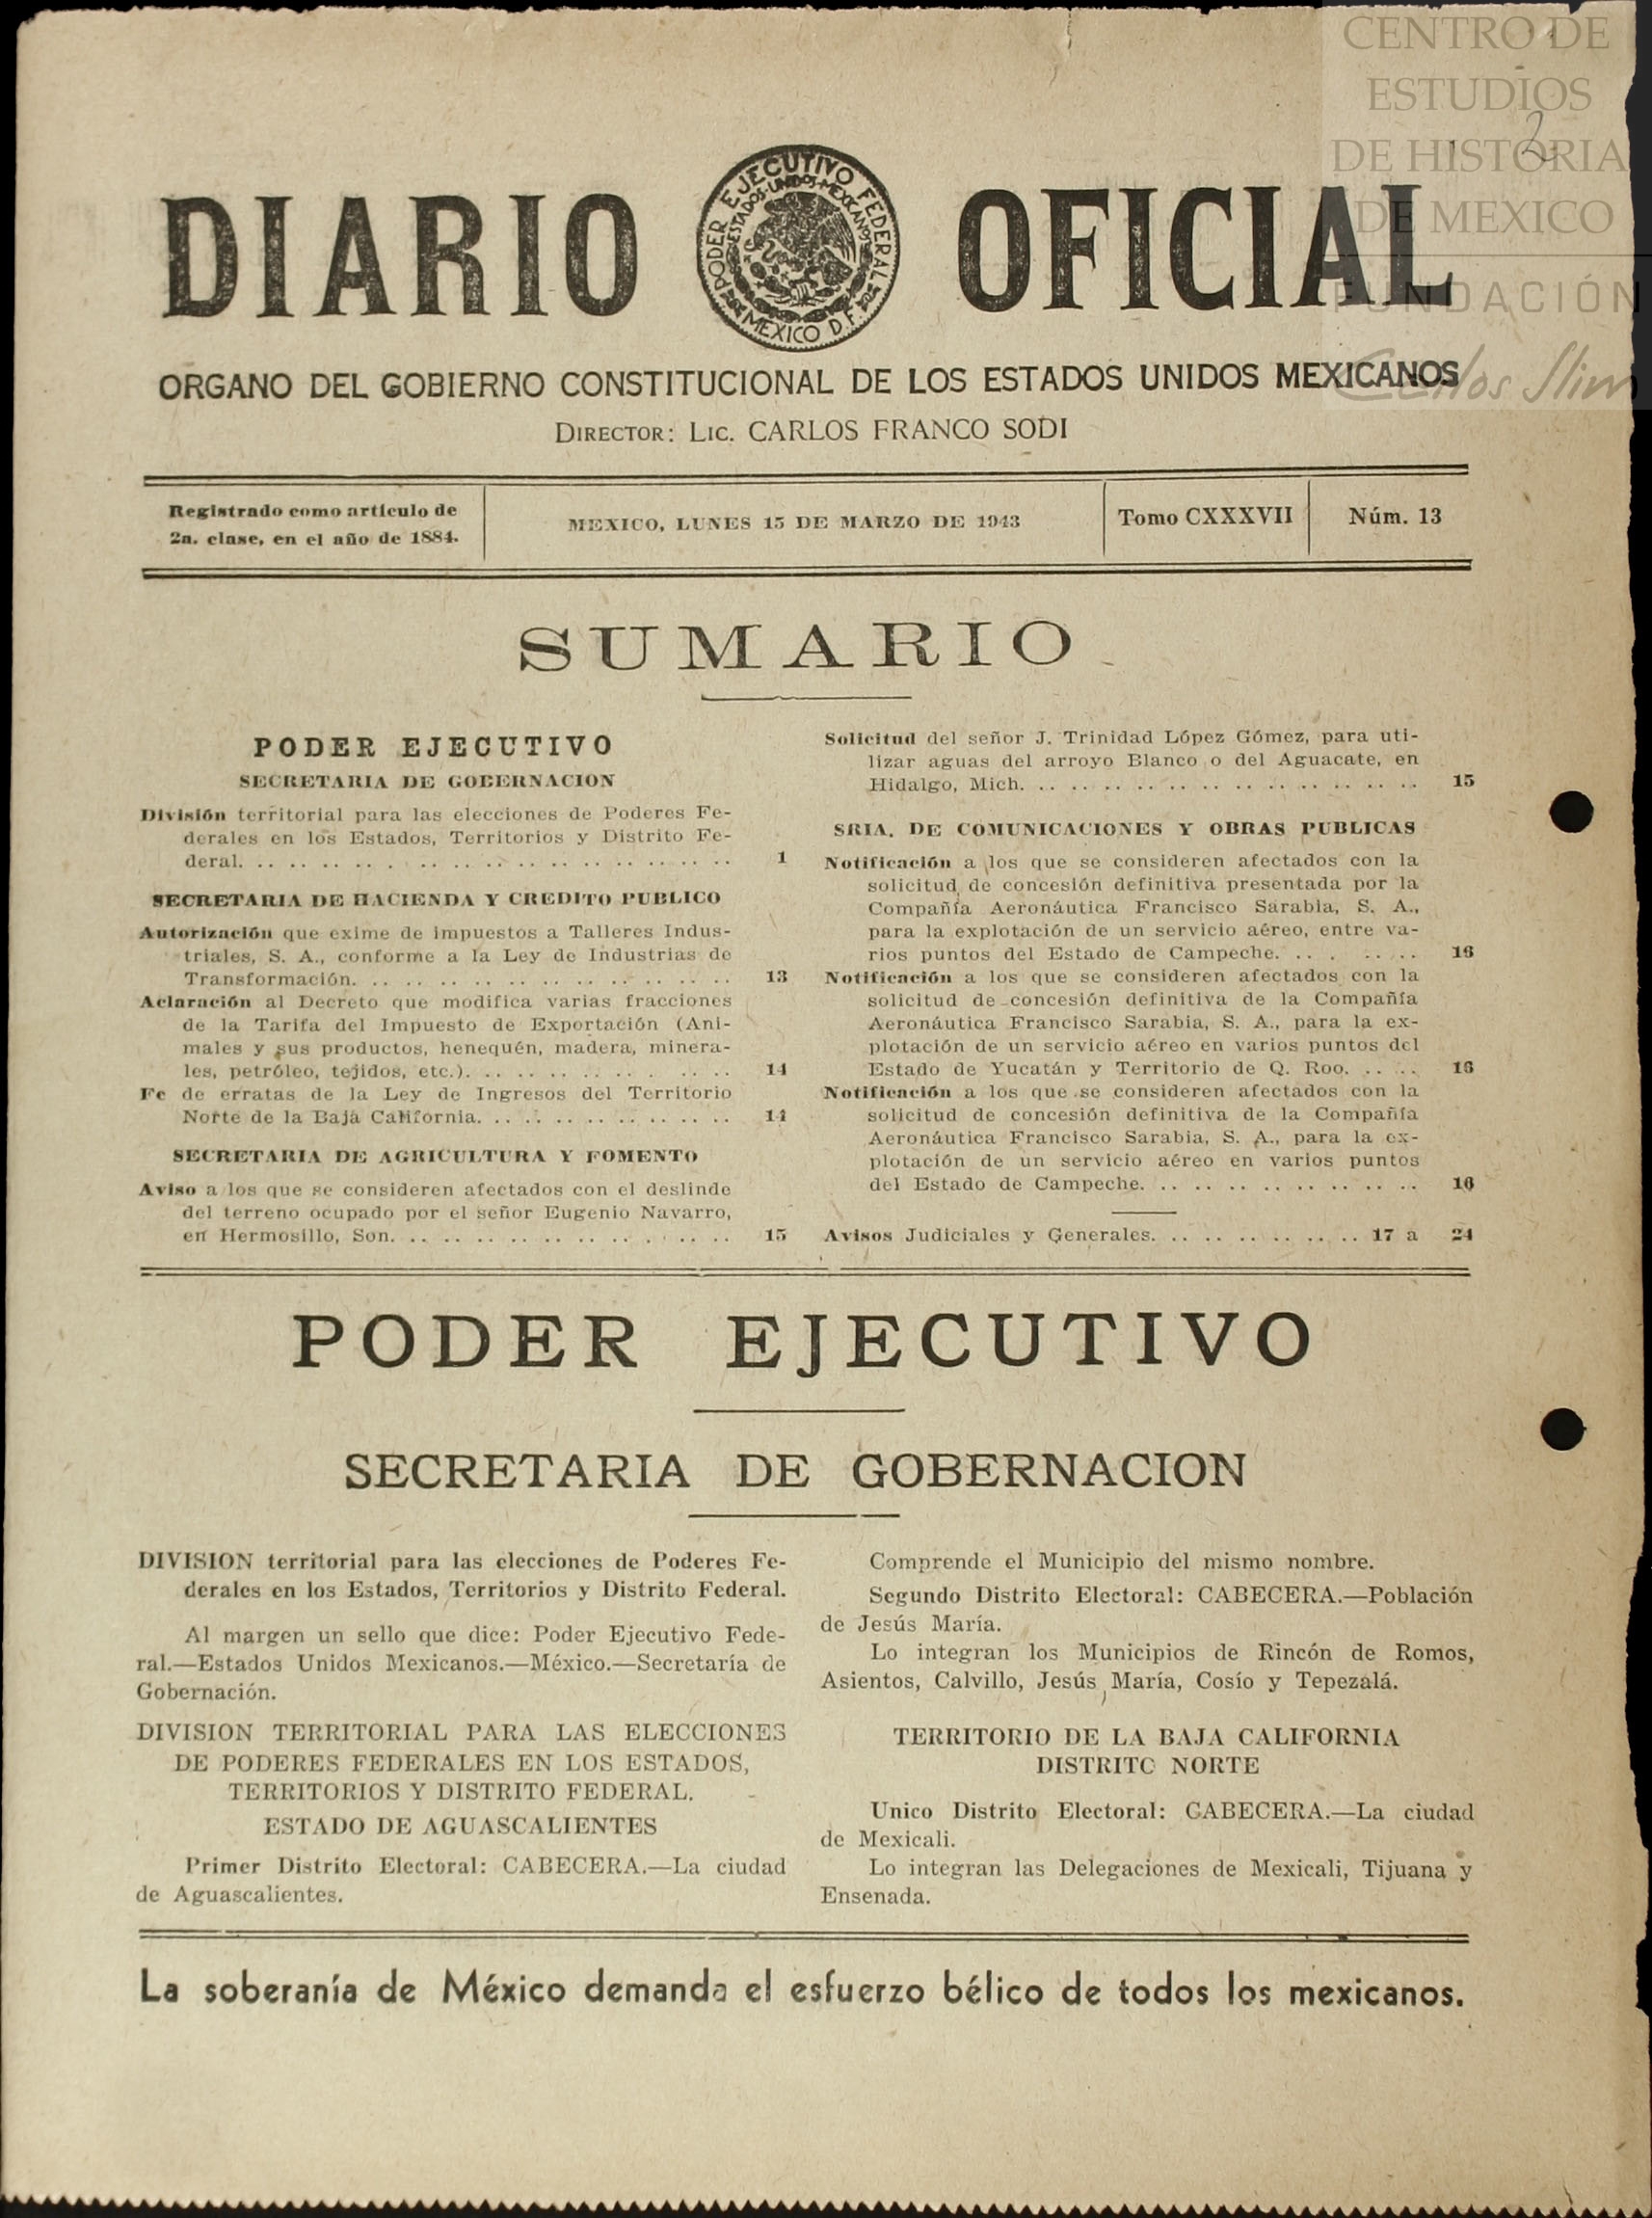 CENTRO DE
ESTUDIOS
DE HISTORIA
DE MEXICO
FUNDACIÓN
Carlos Slim
2
DIARIO OFICIAL
PODER EJECUTIVO FEDERAL
ESTADOS-UNIDOS-MEXICANOS
MEXICO D.F.
ORGANO DEL GOBIERNO CONSTITUCIONAL DE LOS ESTADOS UNIDOS MEXICANOS
DIRECTOR: LIC. CARLOS FRANCO SODI
Registrado como artículo de
2a. clase, en el año de 1884.
MEXICO, LUNES 15 DE MARZO DE 1943
Tomo CXXXVII
Núm. 13
SUMARIO
PODER EJECUTIVO
SECRETARIA DE GOBERNACION
División territorial para las elecciones de Poderes Fe-
derales en los Estados, Territorios y Distrito Fe-
deral. .. .. .. .. . .. .. .. .. .. .. .. .. .. .. .. .. 1
SECRETARIA DE HACIENDA Y CREDITO PUBLICO
Autorización que exime de impuestos a Talleres Indus-
triales, S. A., conforme a la Ley de Industrias de
Transformación. .. .. .. .. .. .. .. .. .. .. .. .. .. 13
Aclaración al Decreto que modifica varias fracciones
de la Tarifa del Impuesto de Exportación (Ani-
males y sus productos, henequén, madera, minera-
les, petróleo, tejidos, etc.). .. .. .. .. .. .. . .. .. 14
Fe de erratas de la Ley de Ingresos del Territorio
Norte de la Baja California. .. .. .. .. .. .. .. .. .. 14
SECRETARIA DE AGRICULTURA Y FOMENTO
Aviso a los que se consideren afectados con el deslinde
del terreno ocupado por el señor Eugenio Navarro,
en Hermosillo, Son. .. .. .. .. .. .. .. .. .. .. .. .. 15
Solicitud del señor J. Trinidad López Gómez, para uti-
lizar aguas del arroyo Blanco o del Aguacate, en
Hidalgo, Mich. .. .. .. .. .. .. .. .. .. .. .. .. .. 15
SRIA. DE COMUNICACIONES Y OBRAS PUBLICAS
Notificación a los que se consideren afectados con la
solicitud de concesión definitiva presentada por la
Compañía Aeronáutica Francisco Sarabia, S. A.,
para la explotación de un servicio aéreo, entre va-
rios puntos del Estado de Campeche. .. . .. .. .. 16
Notificación a los que se consideren afectados con la
solicitud de concesión definitiva de la Compañía
Aeronáutica Francisco Sarabia, S. A., para la ex-
plotación de un servicio aéreo en varios puntos del
Estado de Yucatán y Territorio de Q. Roo. .. .. .. 16
Notificación a los que se consideren afectados con la
solicitud de concesión definitiva de la Compañía
Aeronáutica Francisco Sarabia, S. A., para la ex-
plotación de un servicio aéreo en varios puntos
del Estado de Campeche. .. .. .. .. .. .. .. .. .. .. 16
Avisos Judiciales y Generales. .. .. .. .. .. .. .. .. 17 a 24
PODER EJECUTIVO
SECRETARIA DE GOBERNACION
DIVISION territorial para las elecciones de Poderes Fe-
derales en los Estados, Territorios y Distrito Federal.
Al margen un sello que dice: Poder Ejecutivo Fede-
ral.—Estados Unidos Mexicanos.—México.—Secretaría de
Gobernación.
DIVISION TERRITORIAL PARA LAS ELECCIONES
DE PODERES FEDERALES EN LOS ESTADOS,
TERRITORIOS Y DISTRITO FEDERAL.
ESTADO DE AGUASCALIENTES
Primer Distrito Electoral: CABECERA.—La ciudad
de Aguascalientes.
Comprende el Municipio del mismo nombre.
Segundo Distrito Electoral: CABECERA.—Población
de Jesús María.
Lo integran los Municipios de Rincón de Romos,
Asientos, Calvillo, Jesús María, Cosío y Tepezalá.
TERRITORIO DE LA BAJA CALIFORNIA
DISTRITO NORTE
Unico Distrito Electoral: CABECERA.—La ciudad
de Mexicali.
Lo integran las Delegaciones de Mexicali, Tijuana y
Ensenada.
La soberanía de México demanda el esfuerzo bélico de todos los mexicanos.